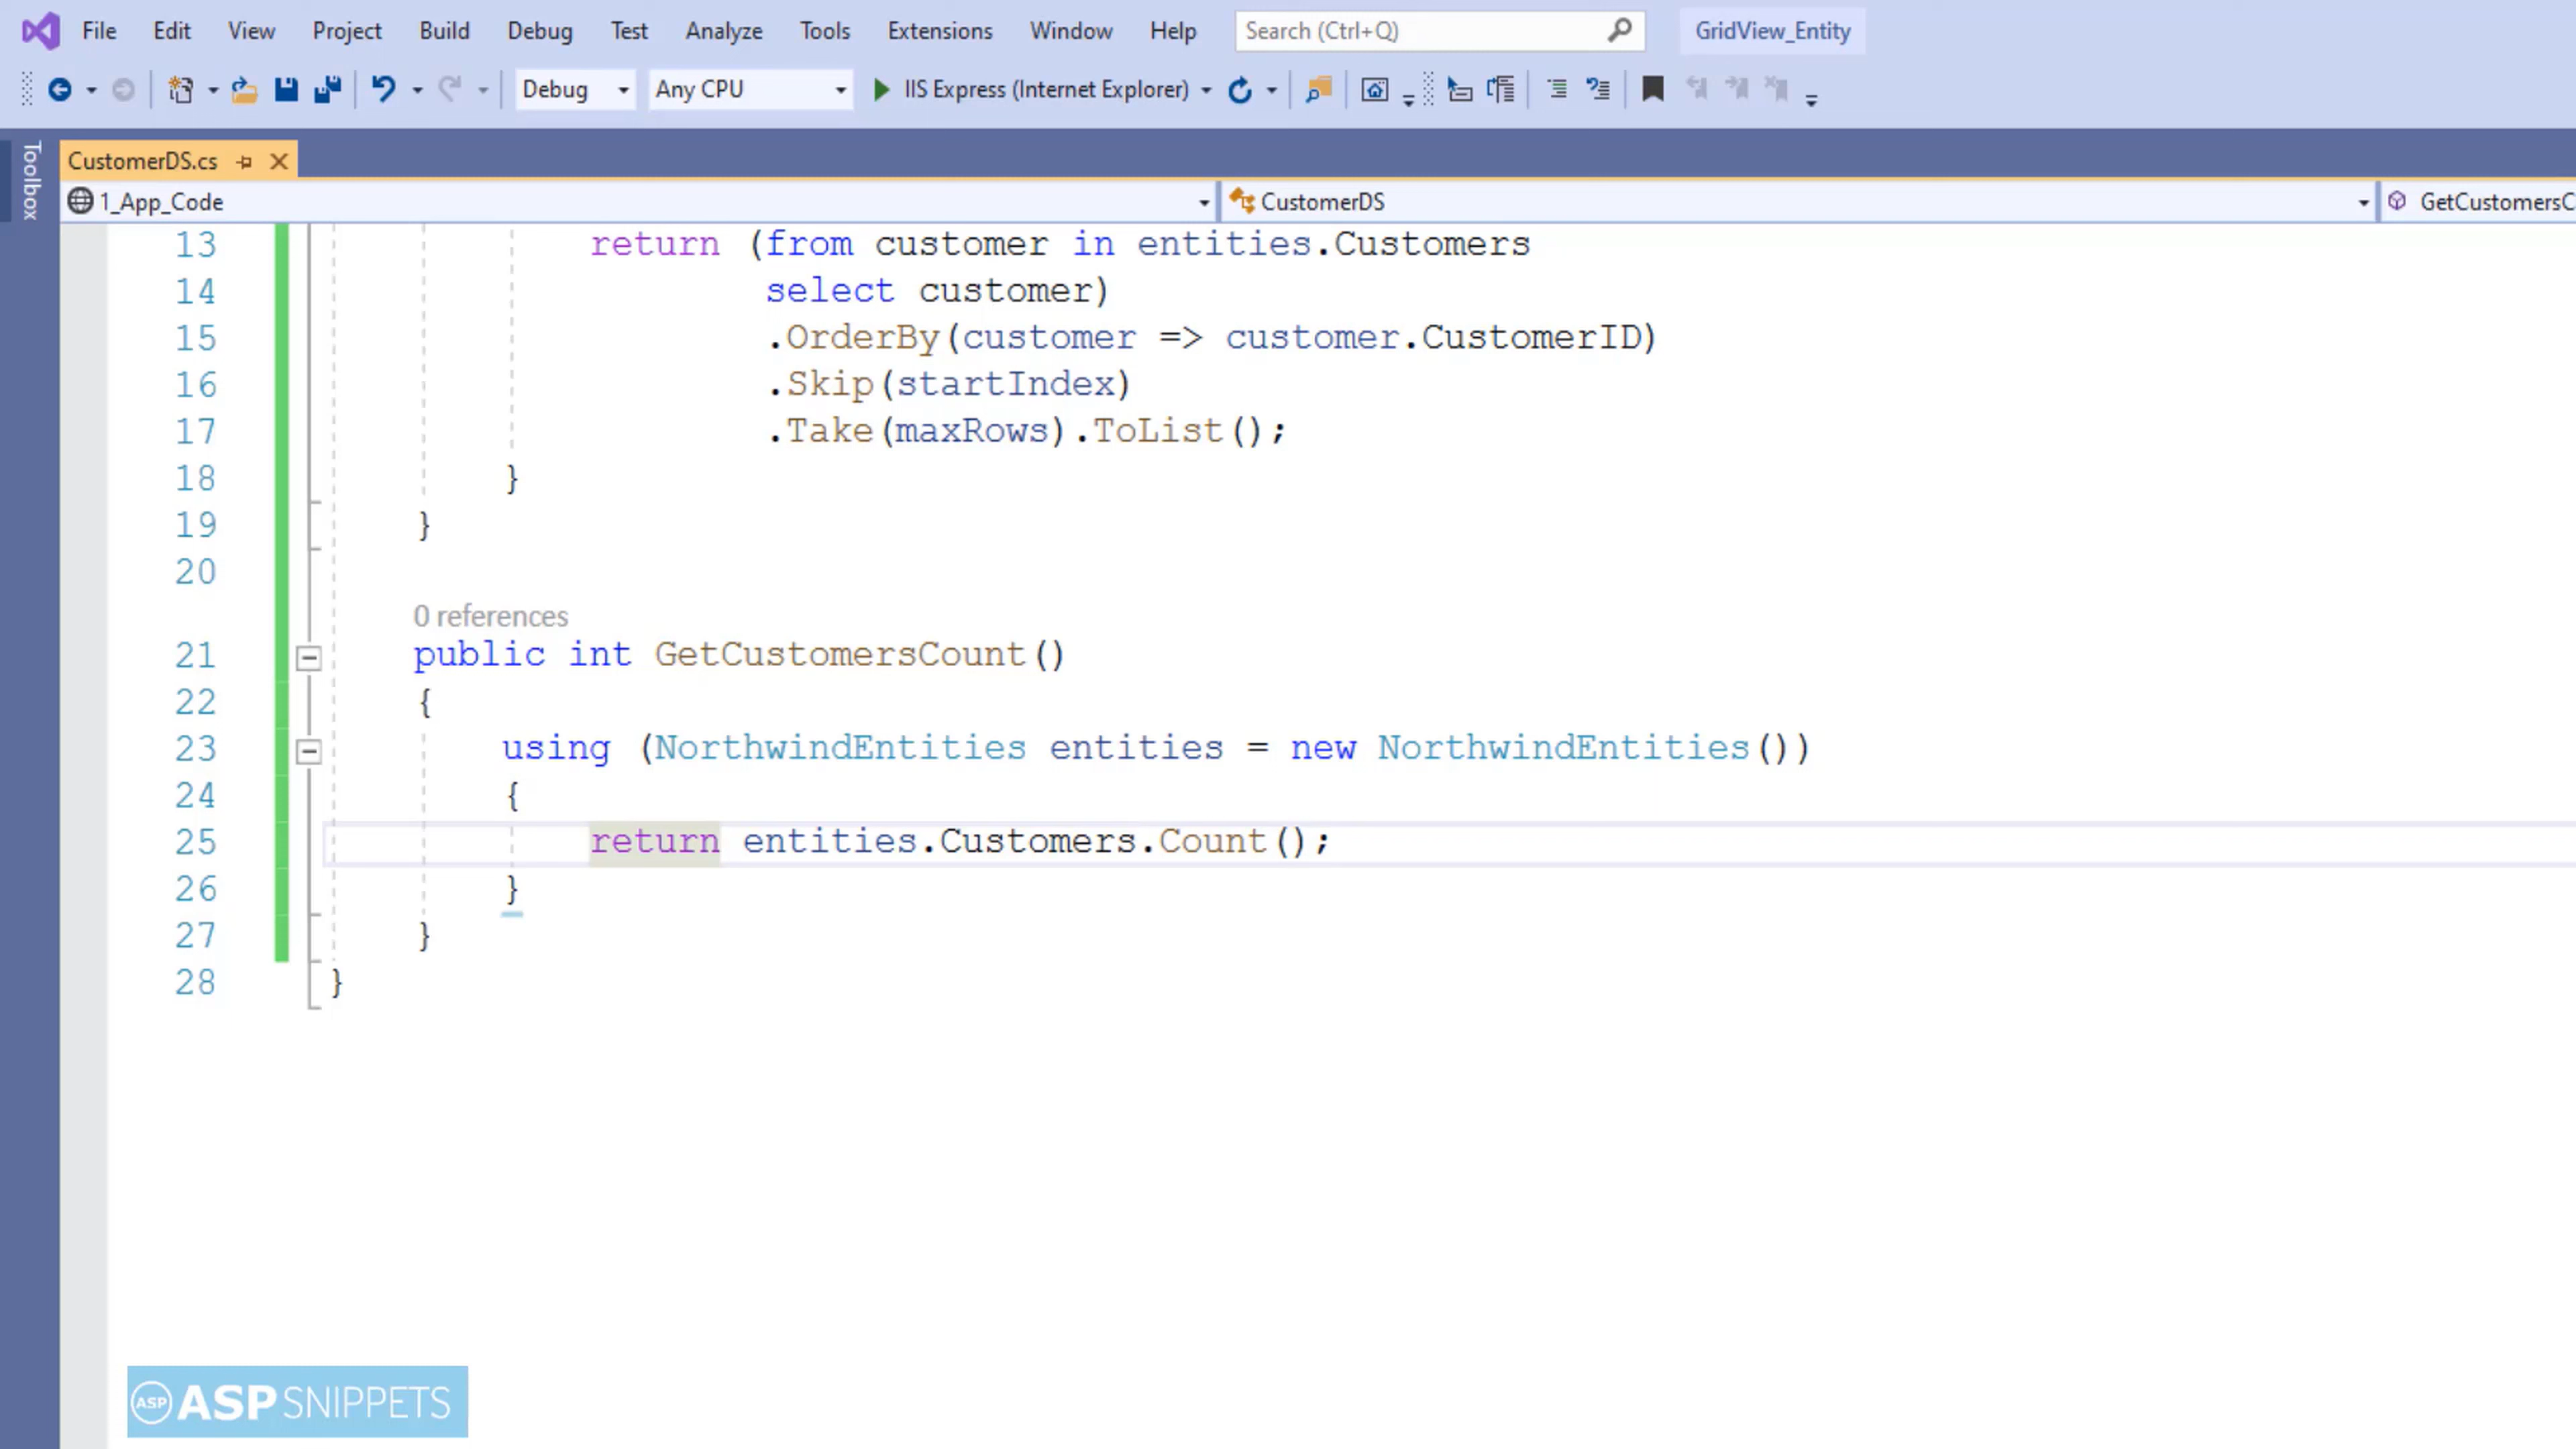 File Edit View Project Build Debug Test Analyze Tools Extensions Window Help Search (Ctrl+Q) GridView_Entity
Debug Any CPU IIS Express (Internet Explorer)
Toolbox
CustomerDS.cs
1_App_Code CustomerDS GetCustomersC
13 return (from customer in entities.Customers
14 select customer)
15 .OrderBy(customer => customer.CustomerID)
16 .Skip(startIndex)
17 .Take(maxRows).ToList();
18 }
19 }
20
0 references
21 public int GetCustomersCount()
22 {
23 using (NorthwindEntities entities = new NorthwindEntities())
24 {
25 return entities.Customers.Count();
26 }
27 }
28 }
ASP ASPSNIPPETS